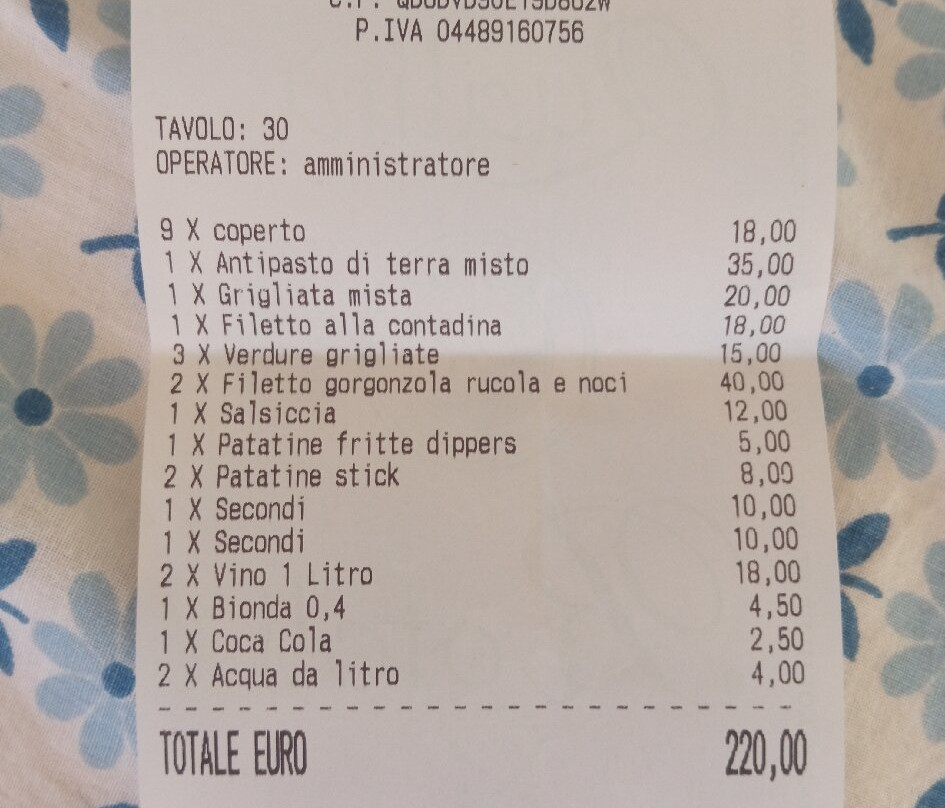 P.IVA 04489160756
TAVOLO: 30
OPERATORE: amministratore
9 X coperto 18,00
1 X Antipasto di terra misto 35,00
1 X Grigliata mista 20,00
1 X Filetto alla contadina 18,00
3 X Verdure grigliate 15,00
2 X Filetto gorgonzola rucola e noci 40,00
1 X Salsiccia 12,00
1 X Patatine fritte dippers 5,00
2 X Patatine stick 8,00
1 X Secondi 10,00
1 X Secondi 10,00
2 X Vino 1 Litro 18,00
1 X Bionda 0,4 4,50
1 X Coca Cola 2,50
2 X Acqua da litro 4,00
TOTALE EURO 220,00